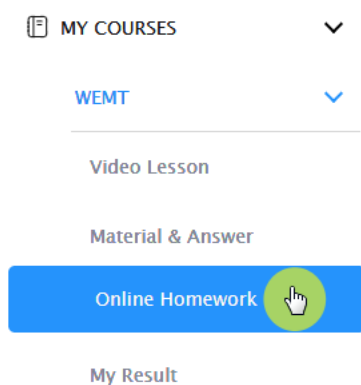 MY COURSES
WEMT
Video Lesson
Material & Answer
Online Homework
My Result